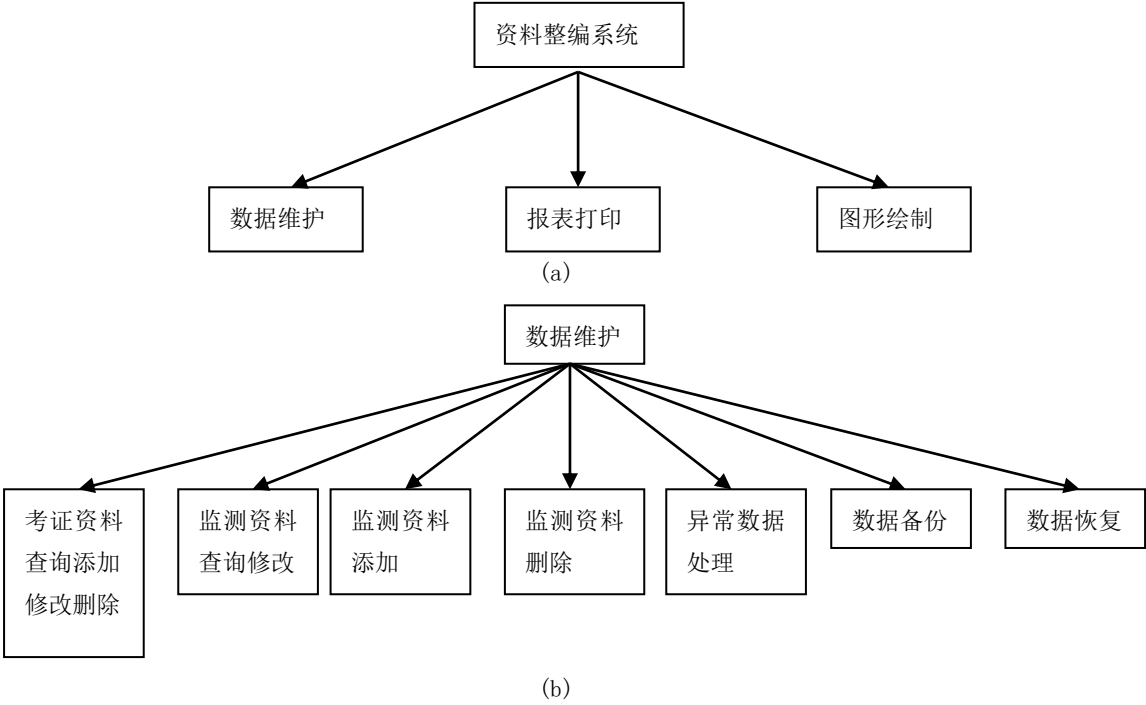 资料整编系统
数据维护
报表打印
图形绘制
(a)
数据维护
考证资料
查询添加
修改删除
监测资料
查询修改
监测资料
添加
监测资料
删除
异常数据
处理
数据备份
数据恢复
(b)